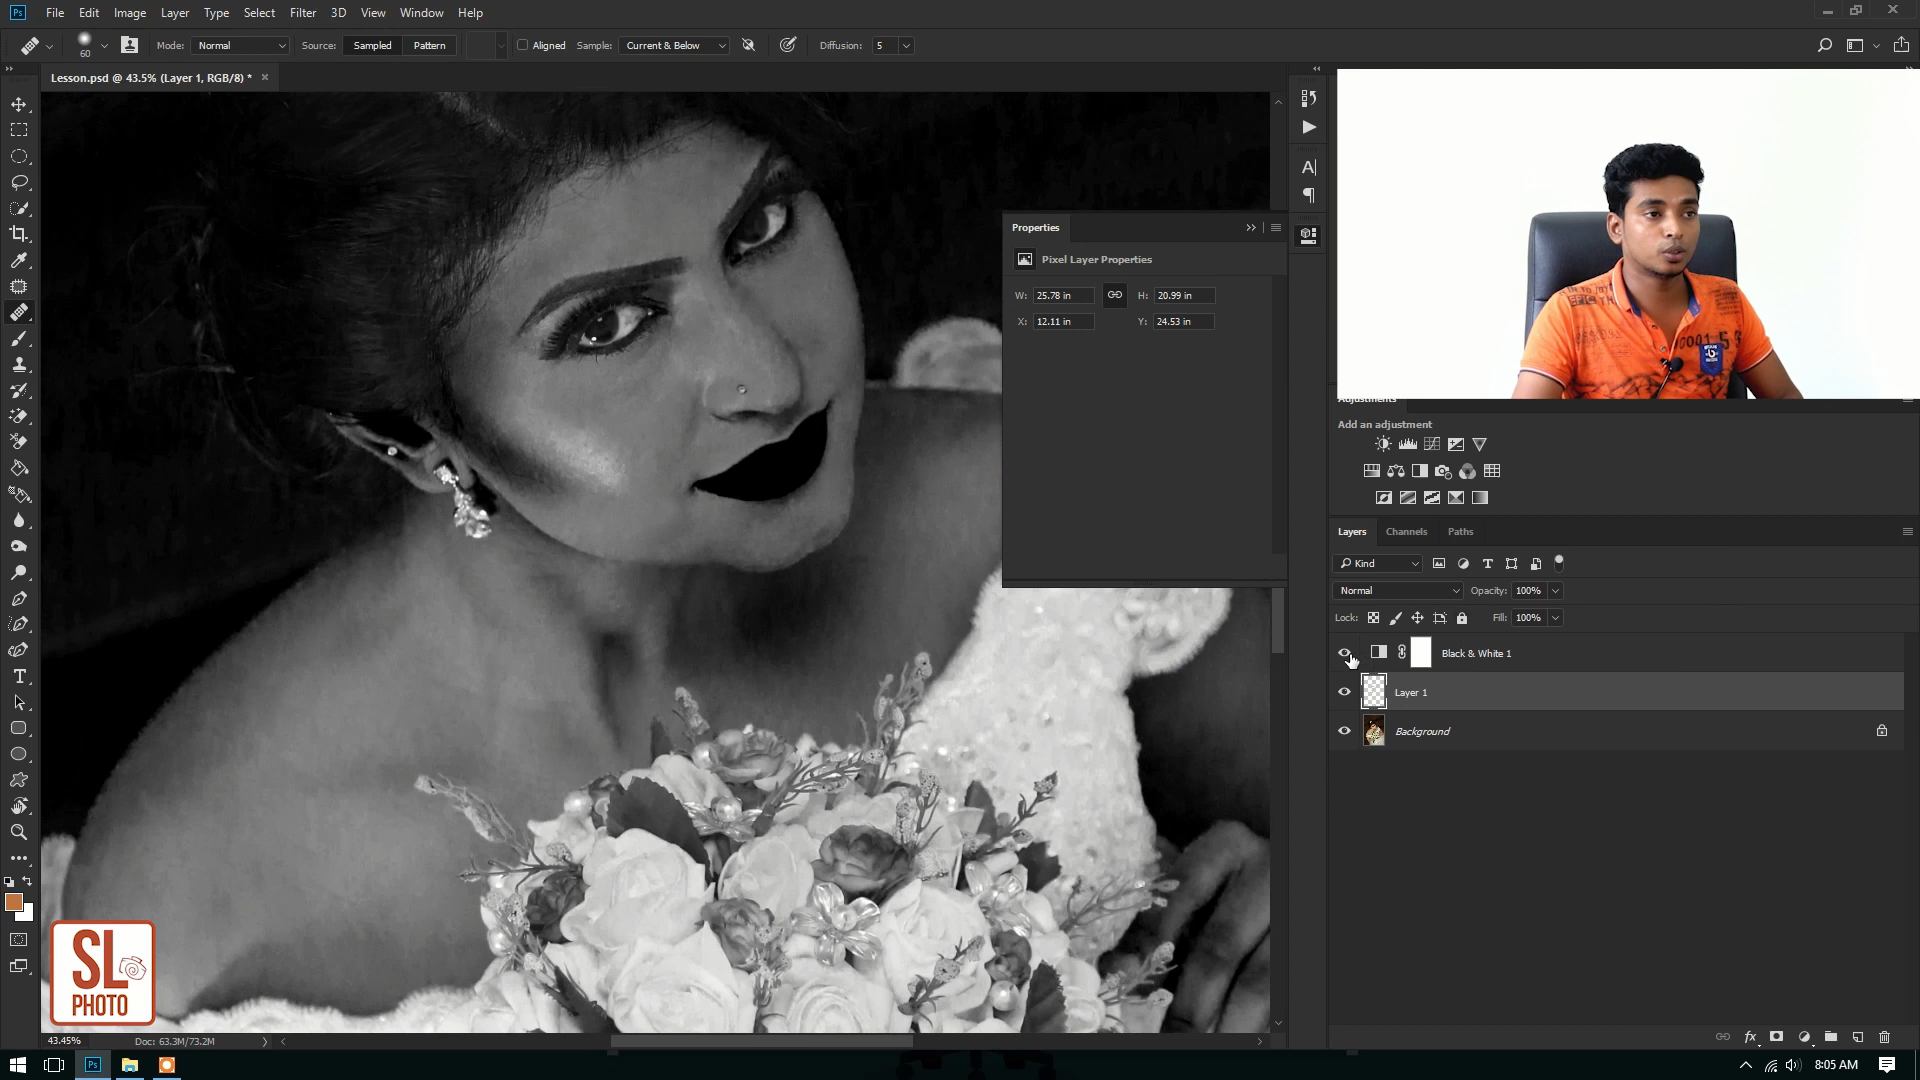 Ps File Edit Image Layer Type Select Filter 3D View Window Help
60 Mode: Normal Source: Sampled Pattern Aligned Sample: Current & Below Diffusion: 5
Lesson.psd @ 43.5% (Layer 1, RGB/8) * ×
Properties
Pixel Layer Properties
W: 25.78 in H: 20.99 in
X: 12.11 in Y: 24.53 in
Adjustments
Add an adjustment
Layers Channels Paths
Kind
Normal Opacity: 100%
Lock: Fill: 100%
Black & White 1
Layer 1
Background
SL
PHOTO
43.45% Doc: 63.3M/73.2M
Ps 8:05 AM